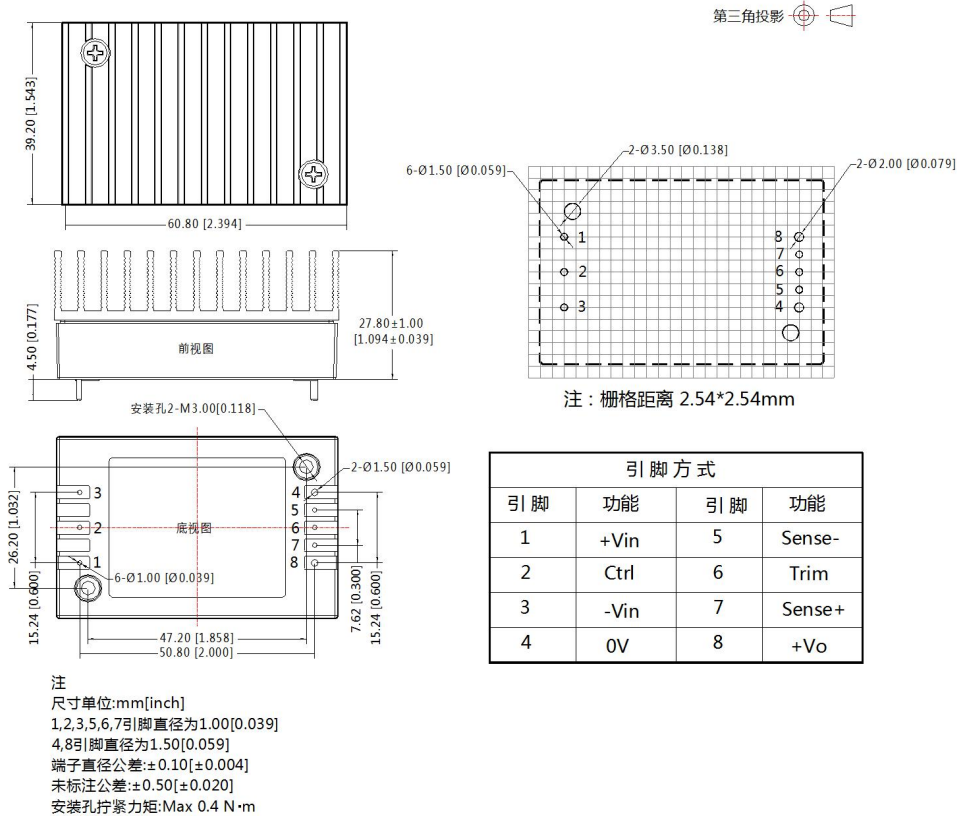 第三角投影
39.20 [1.543]
60.80 [2.394]
2-Ø3.50 [Ø0.138]
6-Ø1.50 [Ø0.059]
2-Ø2.00 [Ø0.079]
1
2
3
8
7
6
5
4
注：栅格距离 2.54*2.54mm
4.50 [0.177]
27.80±1.00
[1.094±0.039]
前视图
安装孔2-M3.00[0.118]
2-Ø1.50 [Ø0.059]
3
2
1
4
5
6
7
8
底视图
6-Ø1.00 [Ø0.039]
26.20 [1.032]
15.24 [0.600]
7.62 [0.300]
15.24 [0.600]
47.20 [1.858]
50.80 [2.000]
引脚方式
引脚 功能 引脚 功能
1 +Vin 5 Sense-
2 Ctrl 6 Trim
3 -Vin 7 Sense+
4 0V 8 +Vo
注
尺寸单位:mm[inch]
1,2,3,5,6,7引脚直径为1.00[0.039]
4,8引脚直径为1.50[0.059]
端子直径公差:±0.10[±0.004]
未标注公差:±0.50[±0.020]
安装孔拧紧力矩:Max 0.4 N·m